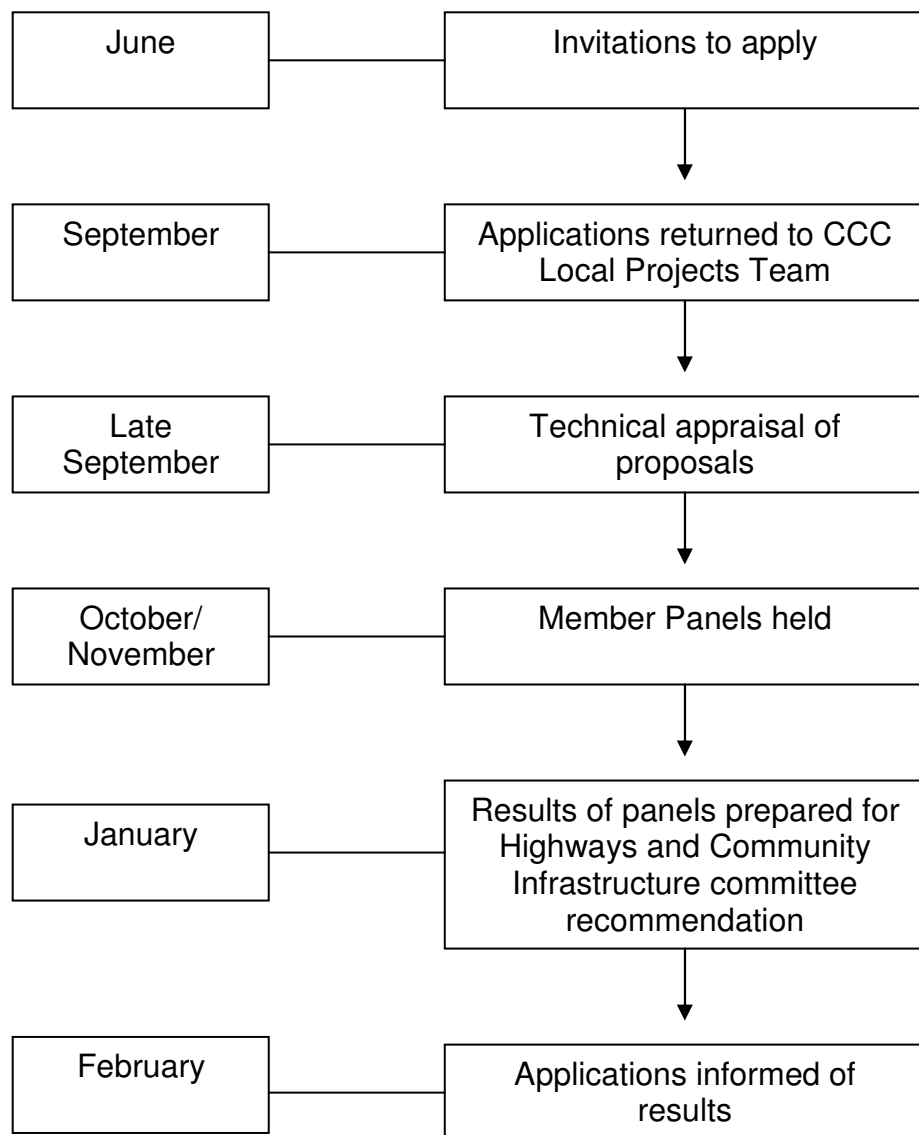 June
Invitations to apply
September
Applications returned to CCC
Local Projects Team
Late
September
Technical appraisal of
proposals
October/
November
Member Panels held
January
Results of panels prepared for
Highways and Community
Infrastructure committee
recommendation
February
Applications informed of
results